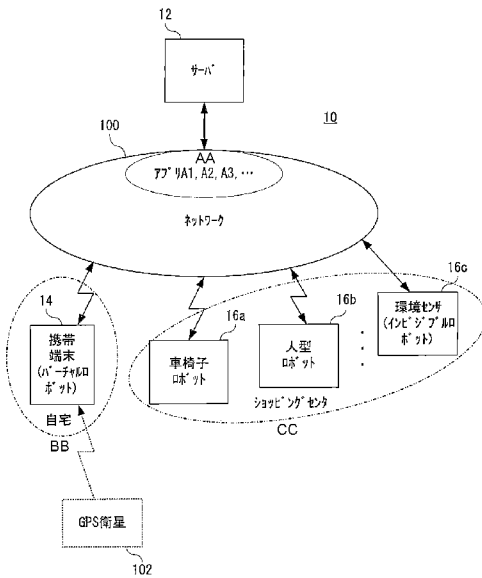 12
サーバ
10
100
AA
アプリA1, A2, A3, …
ネットワーク
14
携帯
端末
(バーチャルロ
ボット)
自宅
BB
16a
車椅子
ロボット
16b
人型
ロボット
16c
環境センサ
(インビジブルロ
ボット)
ショッピングセンタ
CC
GPS衛星
102